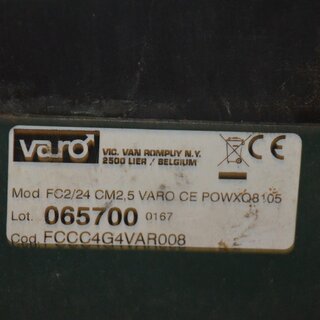 varo
VIC. VAN ROMPUY N.V.
2500 LIER / BELGIUM
CE
Mod FC2/24 CM2,5 VARO CE POWXQ8105
Lot. 065700 0167
Cod. FCCC4G4VAR008